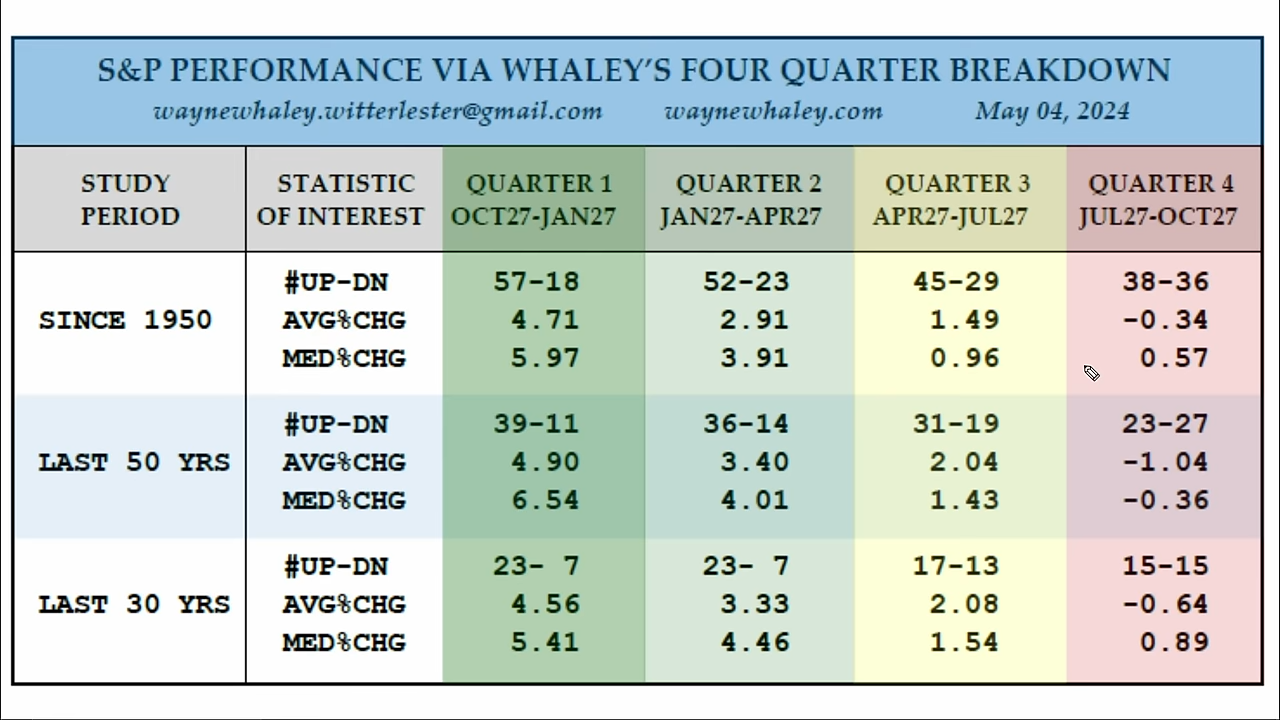 S&P PERFORMANCE VIA WHALEY'S FOUR QUARTER BREAKDOWN
waynewhaley.witterlester@gmail.com waynewhaley.com May 04, 2024
STUDY STATISTIC QUARTER 1 QUARTER 2 QUARTER 3 QUARTER 4
PERIOD OF INTEREST OCT27-JAN27 JAN27-APR27 APR27-JUL27 JUL27-OCT27
#UP-DN 57-18 52-23 45-29 38-36
SINCE 1950 AVG%CHG 4.71 2.91 1.49 -0.34
MED%CHG 5.97 3.91 0.96 0.57
#UP-DN 39-11 36-14 31-19 23-27
LAST 50 YRS AVG%CHG 4.90 3.40 2.04 -1.04
MED%CHG 6.54 4.01 1.43 -0.36
#UP-DN 23- 7 23- 7 17-13 15-15
LAST 30 YRS AVG%CHG 4.56 3.33 2.08 -0.64
MED%CHG 5.41 4.46 1.54 0.89